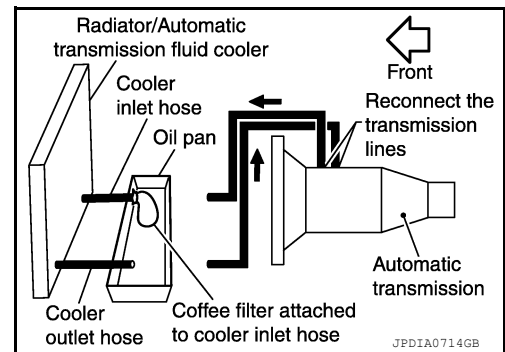 Radiator/Automatic
transmission fluid cooler
Cooler
inlet hose
Oil pan
Front
Reconnect the
transmission
lines
Automatic
transmission
Cooler
outlet hose
Coffee filter attached
to cooler inlet hose
JPDIA0714GB